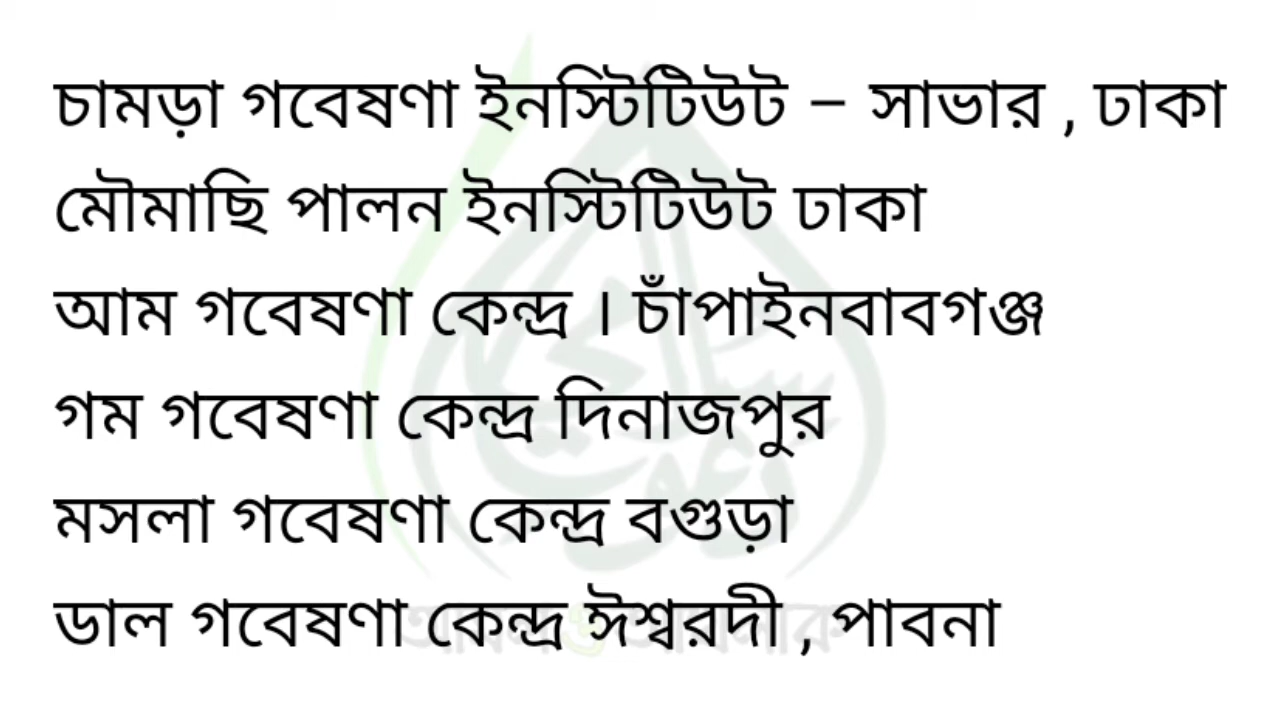 চামড়া গবেষণা ইনস্টিটিউট – সাভার , ঢাকা
মৌমাছি পালন ইনস্টিটিউট ঢাকা
আম গবেষণা কেন্দ্র । চাঁপাইনবাবগঞ্জ
গম গবেষণা কেন্দ্র দিনাজপুর
মসলা গবেষণা কেন্দ্র বগুড়া
ডাল গবেষণা কেন্দ্র ঈশ্বরদী , পাবনা